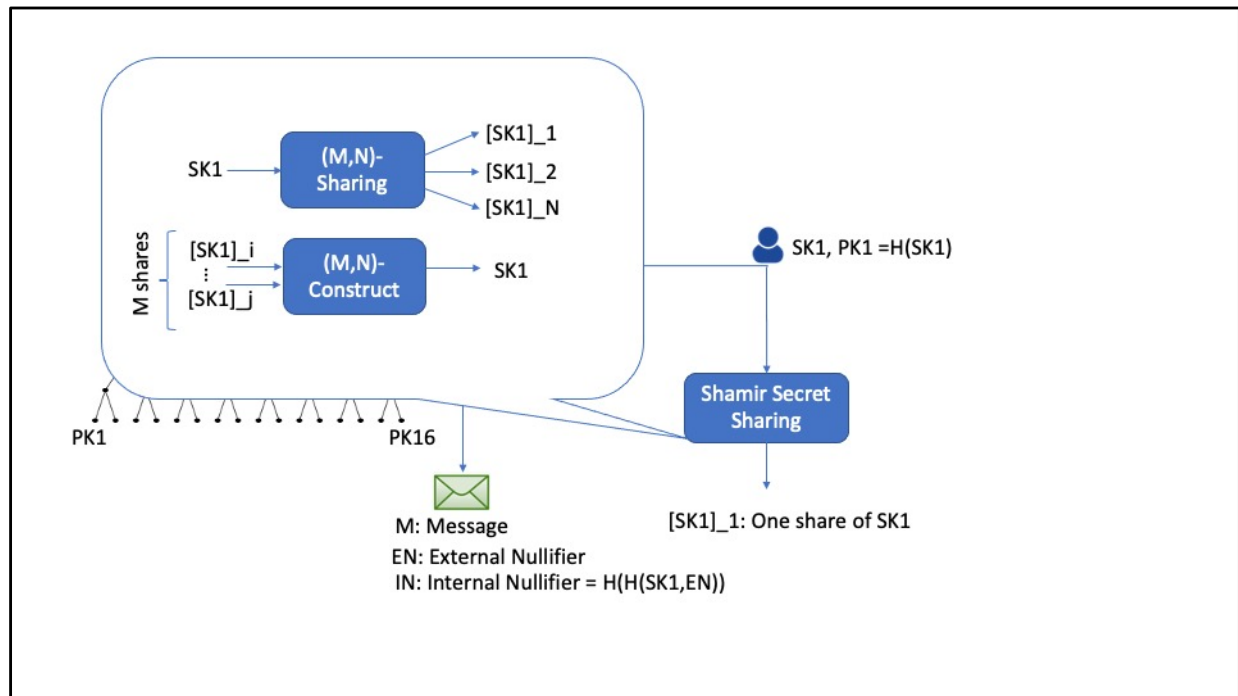 SK1
(M,N)-
Sharing
[SK1]_1
[SK1]_2
[SK1]_N
M shares
[SK1]_i
⋮
[SK1]_j
(M,N)-
Construct
SK1
SK1, PK1 =H(SK1)
Shamir Secret
Sharing
PK1
PK16
[SK1]_1: One share of SK1
M: Message
EN: External Nullifier
IN: Internal Nullifier = H(H(SK1,EN))